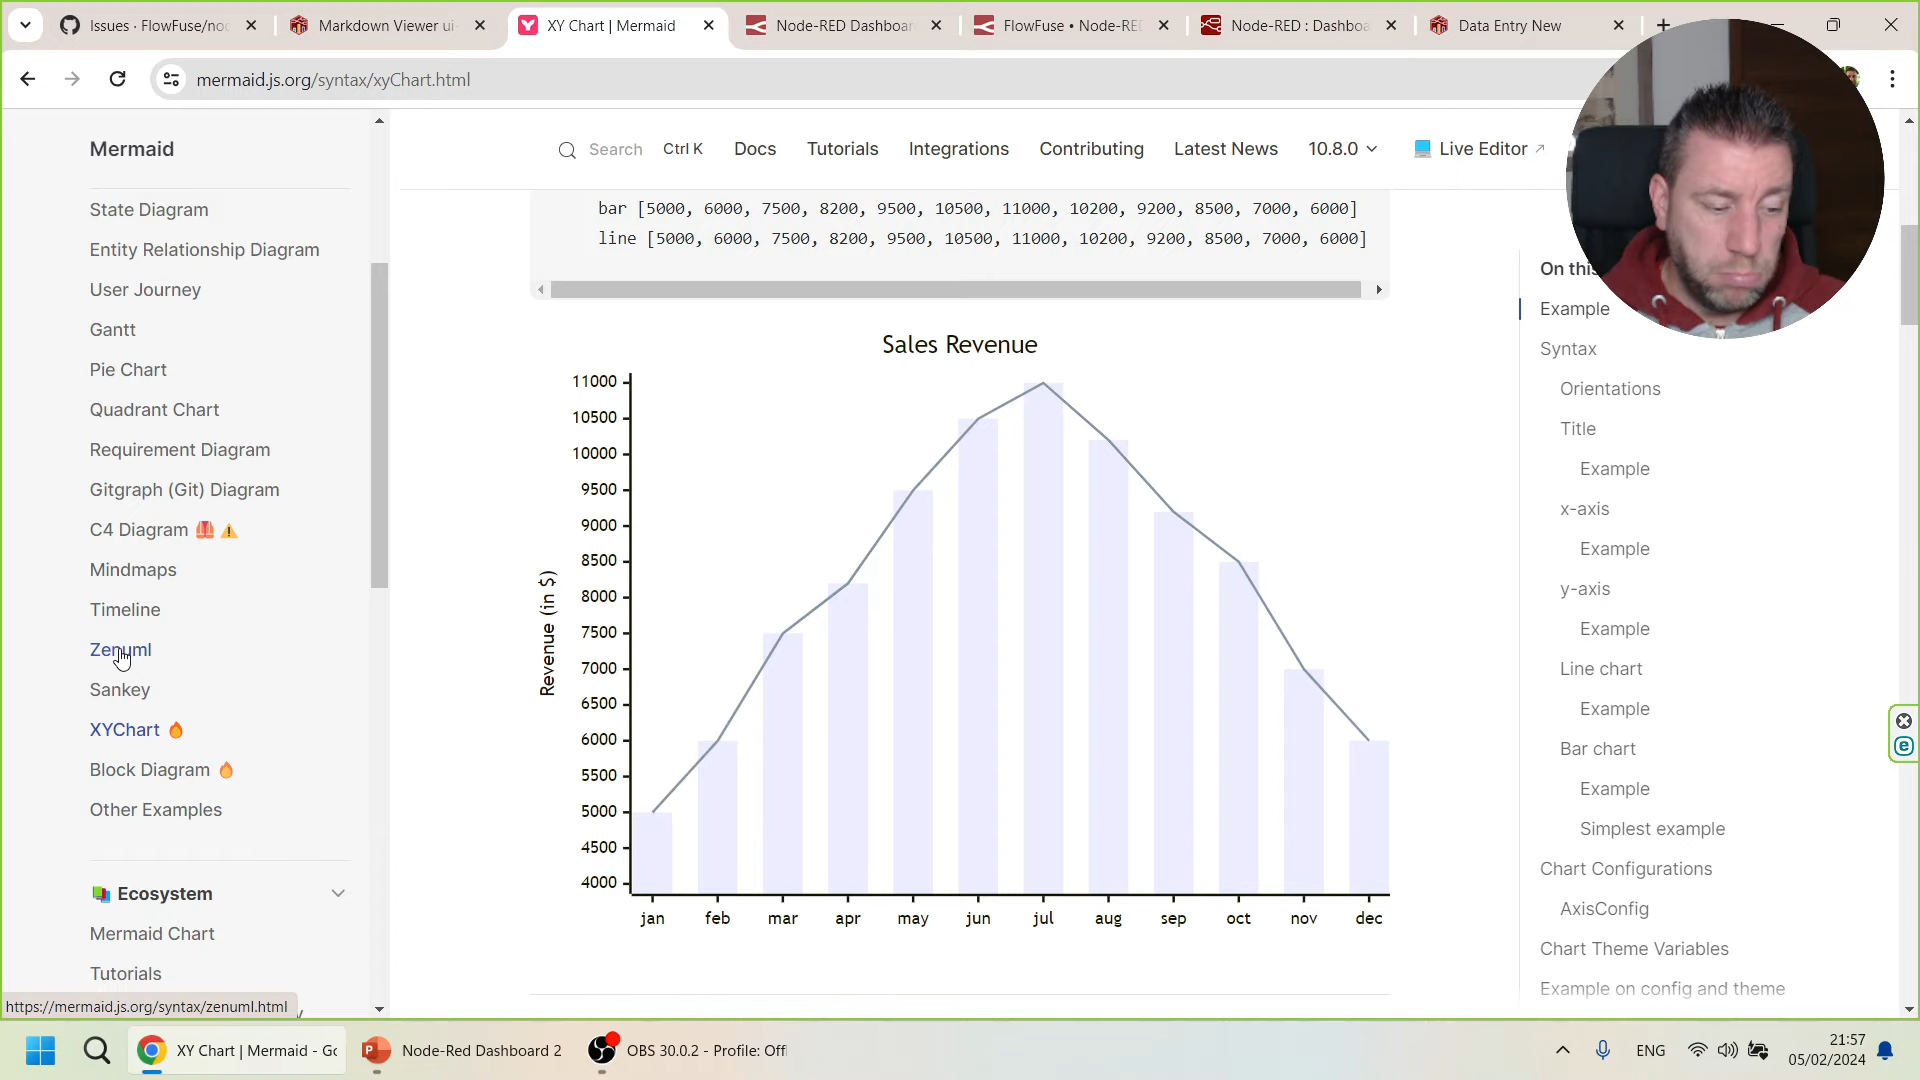 Issues · FlowFuse/no
Markdown Viewer ui-
XY Chart | Mermaid
Node-RED Dashboar
FlowFuse • Node-RE
Node-RED : Dashbo
Data Entry New
mermaid.js.org/syntax/xyChart.html
Mermaid
Search
Ctrl K
Docs
Tutorials
Integrations
Contributing
Latest News
10.8.0
Live Editor
State Diagram
Entity Relationship Diagram
User Journey
Gantt
Pie Chart
Quadrant Chart
Requirement Diagram
Gitgraph (Git) Diagram
C4 Diagram
Mindmaps
Timeline
Zenuml
Sankey
XYChart
Block Diagram
Other Examples
Ecosystem
Mermaid Chart
Tutorials
https://mermaid.js.org/syntax/zenuml.html
bar [5000, 6000, 7500, 8200, 9500, 10500, 11000, 10200, 9200, 8500, 7000, 6000]
line [5000, 6000, 7500, 8200, 9500, 10500, 11000, 10200, 9200, 8500, 7000, 6000]
Sales Revenue
Revenue (in $)
11000
10500
10000
9500
9000
8500
8000
7500
7000
6500
6000
5500
5000
4500
4000
jan feb mar apr may jun jul aug sep oct nov dec
On this
Example
Syntax
Orientations
Title
Example
x-axis
Example
y-axis
Example
Line chart
Example
Bar chart
Example
Simplest example
Chart Configurations
AxisConfig
Chart Theme Variables
Example on config and theme
XY Chart | Mermaid - Go
Node-Red Dashboard 2
OBS 30.0.2 - Profile: Off
ENG
21:57
05/02/2024